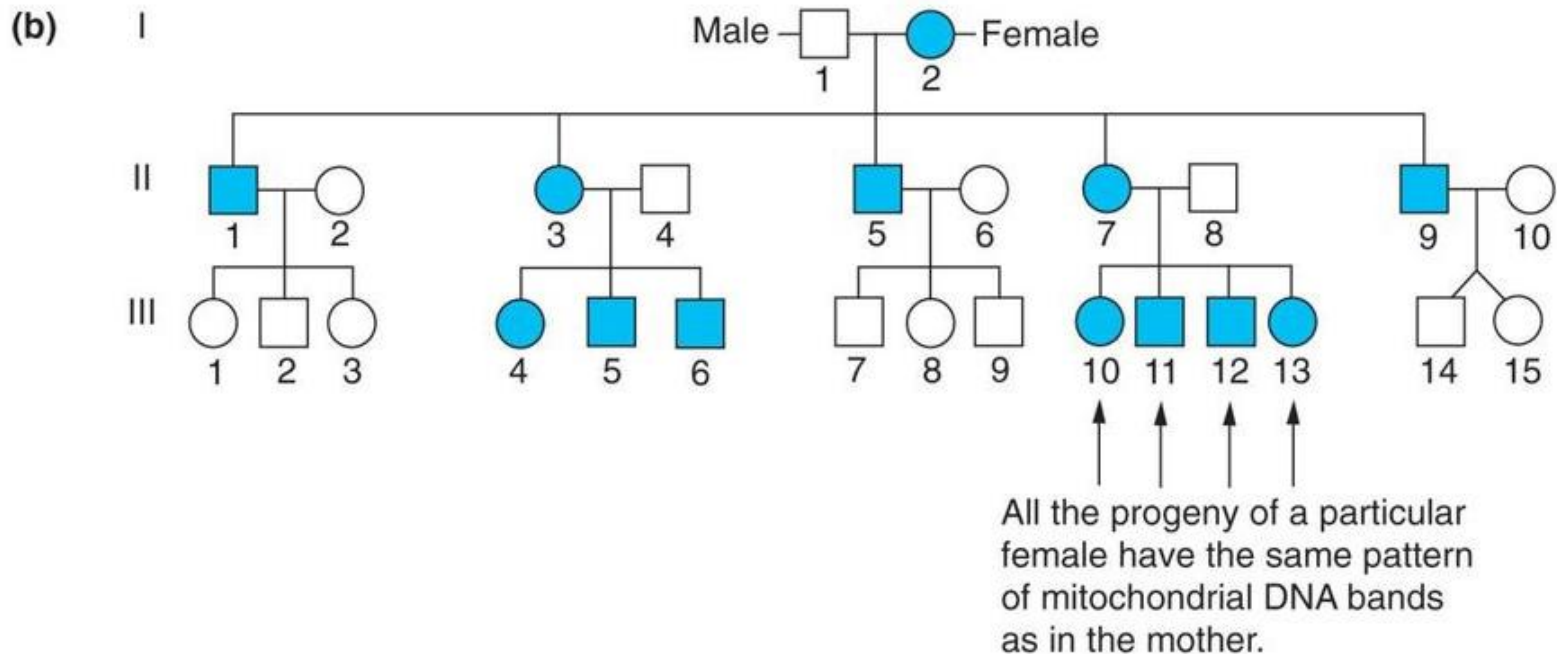 (b) I Male Female
1 2
II
1 2 3 4 5 6 7 8 9 10
III
1 2 3 4 5 6 7 8 9 10 11 12 13 14 15
All the progeny of a particular
female have the same pattern
of mitochondrial DNA bands
as in the mother.